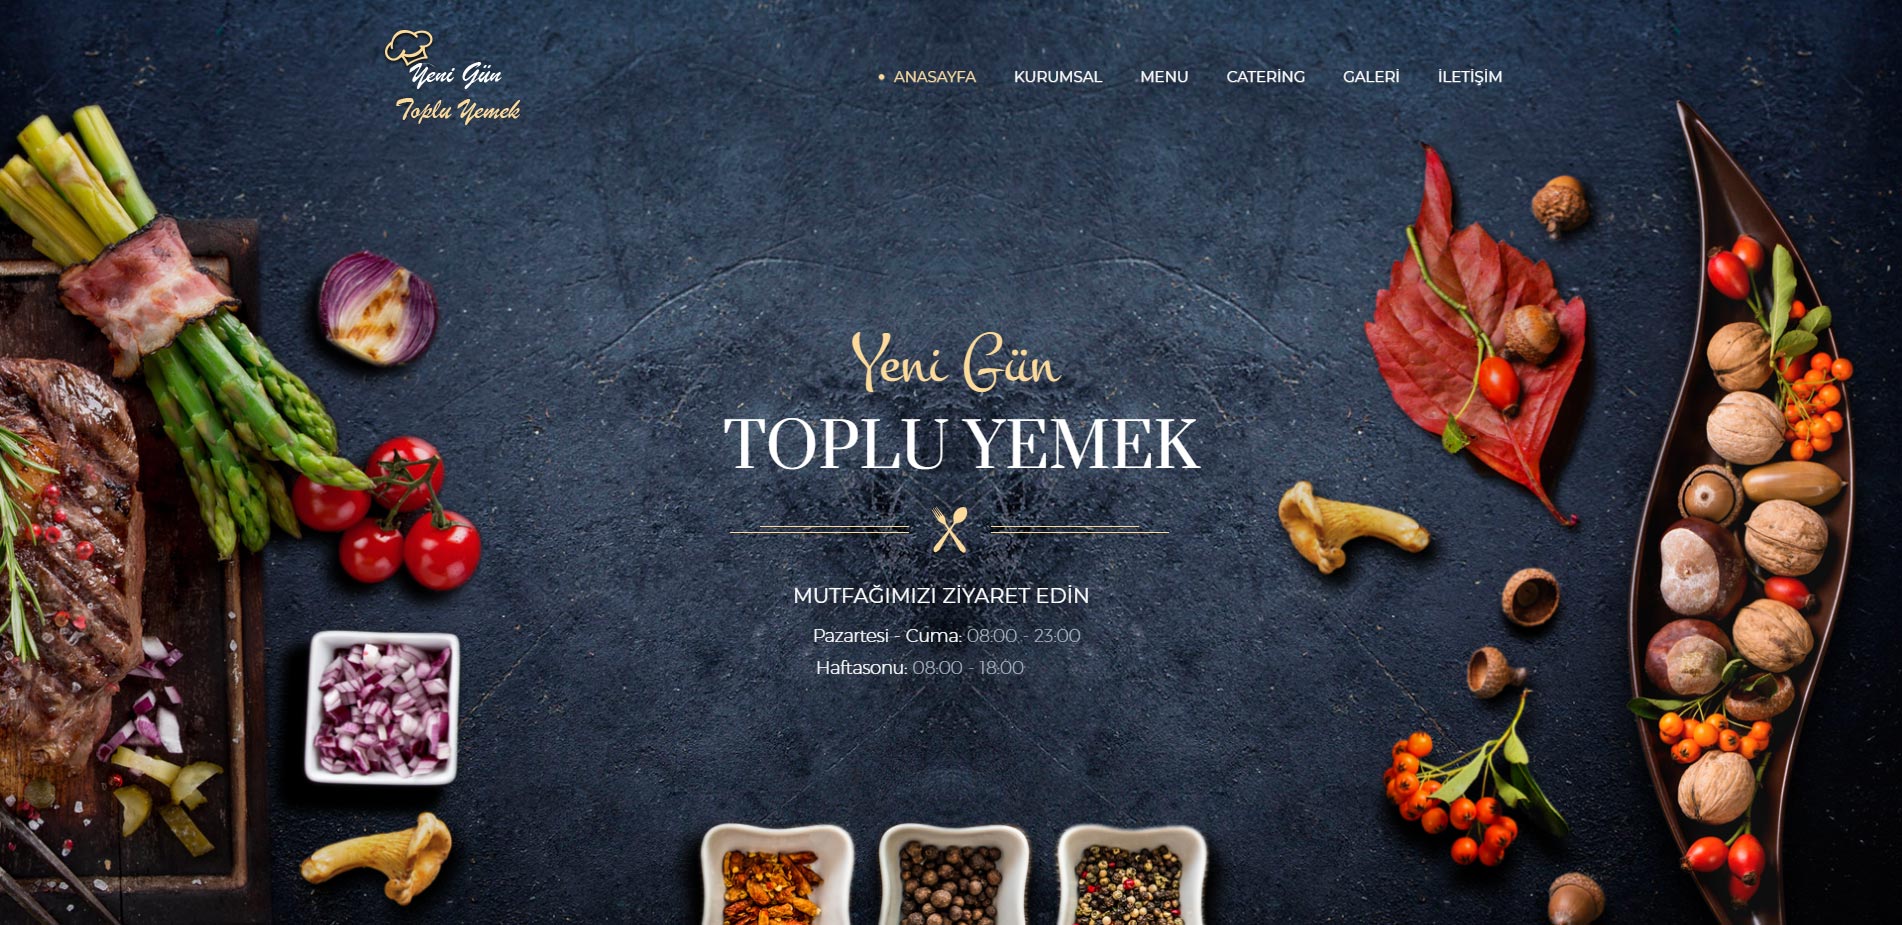 Yeni Gün
Toplu Yemek
ANASAYFA KURUMSAL MENU CATERİNG GALERİ İLETİŞİM
Yeni Gün
TOPLU YEMEK
MUTFAĞIMIZI ZİYARET EDİN
Pazartesi - Cuma: 08:00 - 23:00
Haftasonu: 08:00 - 18:00